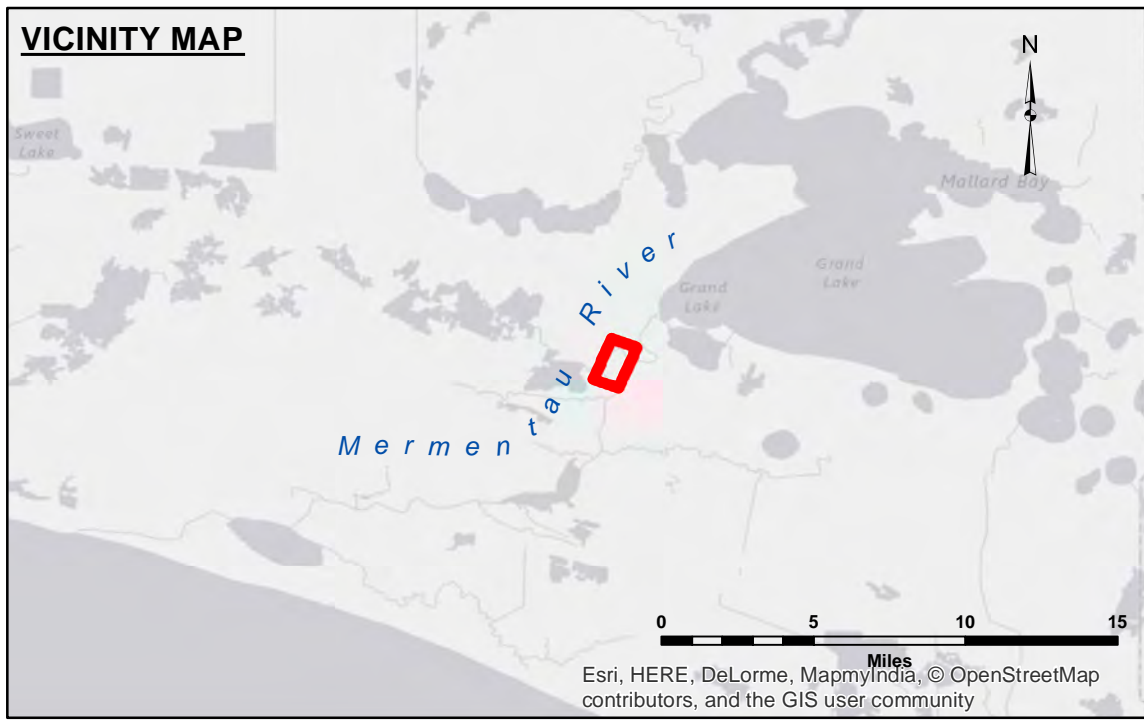 VICINITY MAP
N
Sweet
Lake
Mallard Bay
Grand
Lake
Grand
Lake
Mermentau River
0 5 10 15
Miles
Esri, HERE, DeLorme, MapmyIndia, © OpenStreetMap
contributors, and the GIS user community